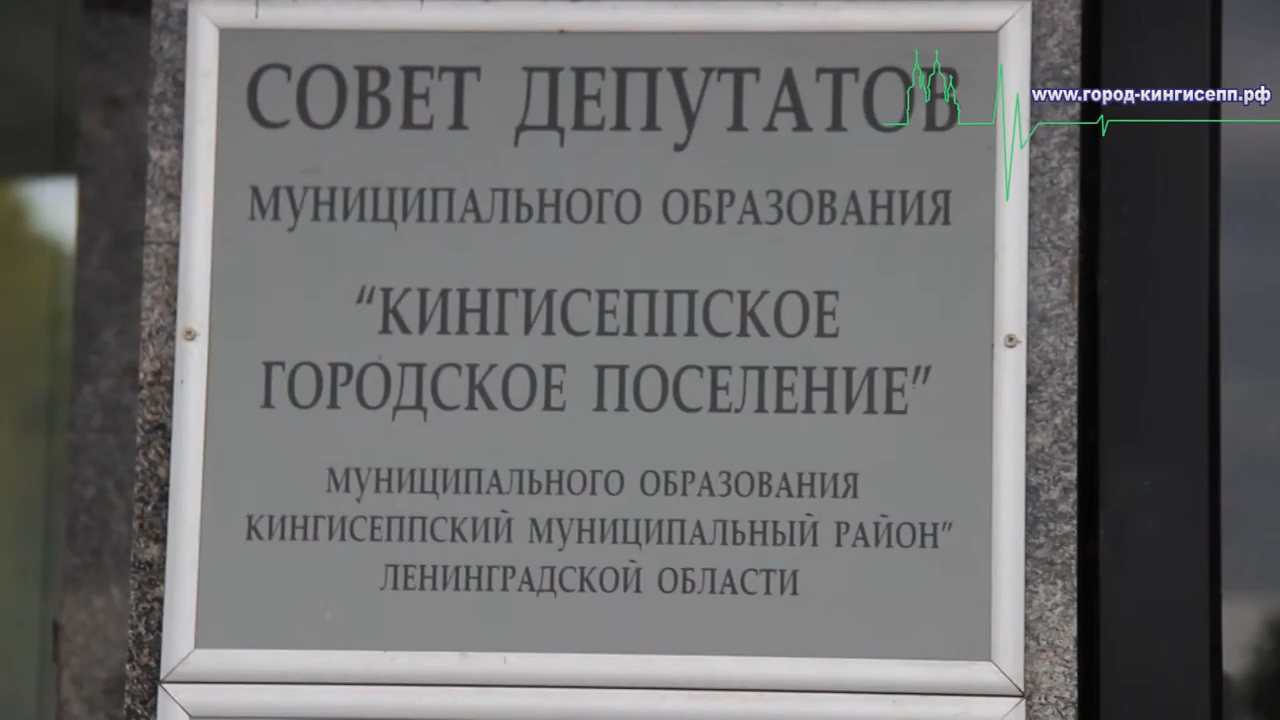 СОВЕТ ДЕПУТАТОВ
www.город-кингисепп.рф
МУНИЦИПАЛЬНОГО ОБРАЗОВАНИЯ
“КИНГИСЕППСКОЕ
ГОРОДСКОЕ ПОСЕЛЕНИЕ”
МУНИЦИПАЛЬНОГО ОБРАЗОВАНИЯ
КИНГИСЕППСКИЙ МУНИЦИПАЛЬНЫЙ РАЙОН”
ЛЕНИНГРАДСКОЙ ОБЛАСТИ